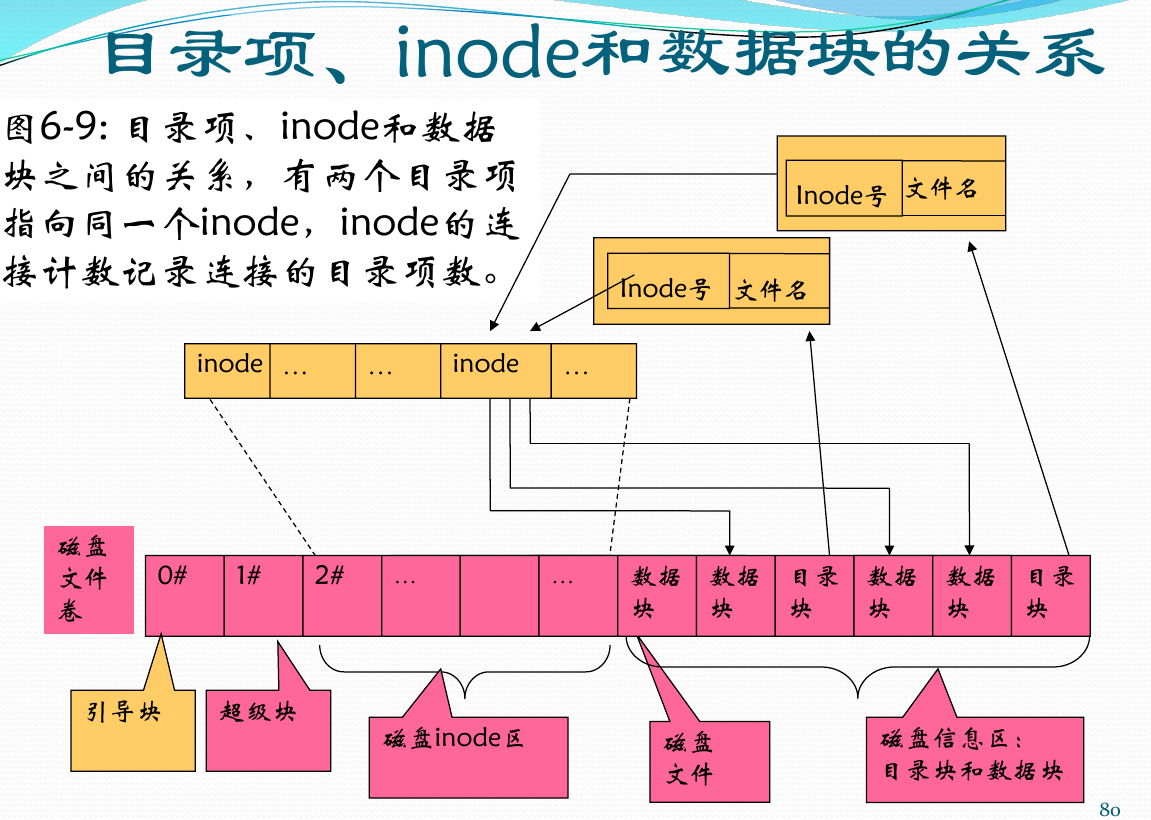 目录项、inode和数据块的关系
图6-9: 目录项、inode和数据
块之间的关系，有两个目录项
指向同一个inode，inode的连
接计数记录连接的目录项数。
Inode号 文件名
Inode号 文件名
inode … … inode …
磁盘
文件
卷
0# 1# 2# … … 数据 数据 目录 数据 数据 目录
块 块 块 块 块 块
引导块
超级块
磁盘inode区
磁盘
文件
磁盘信息区：
目录块和数据块
80